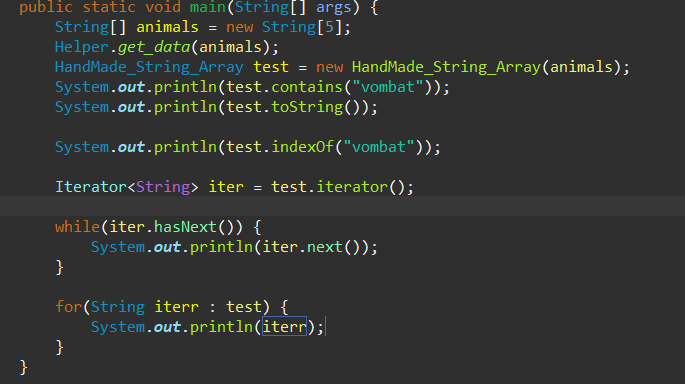 public static void main(String[] args) {
String[] animals = new String[5];
Helper.get_data(animals);
HandMade_String_Array test = new HandMade_String_Array(animals);
System.out.println(test.contains("vombat"));
System.out.println(test.toString());
System.out.println(test.indexOf("vombat"));
Iterator<String> iter = test.iterator();
while(iter.hasNext()) {
System.out.println(iter.next());
}
for(String iterr : test) {
System.out.println(iterr);
}
}